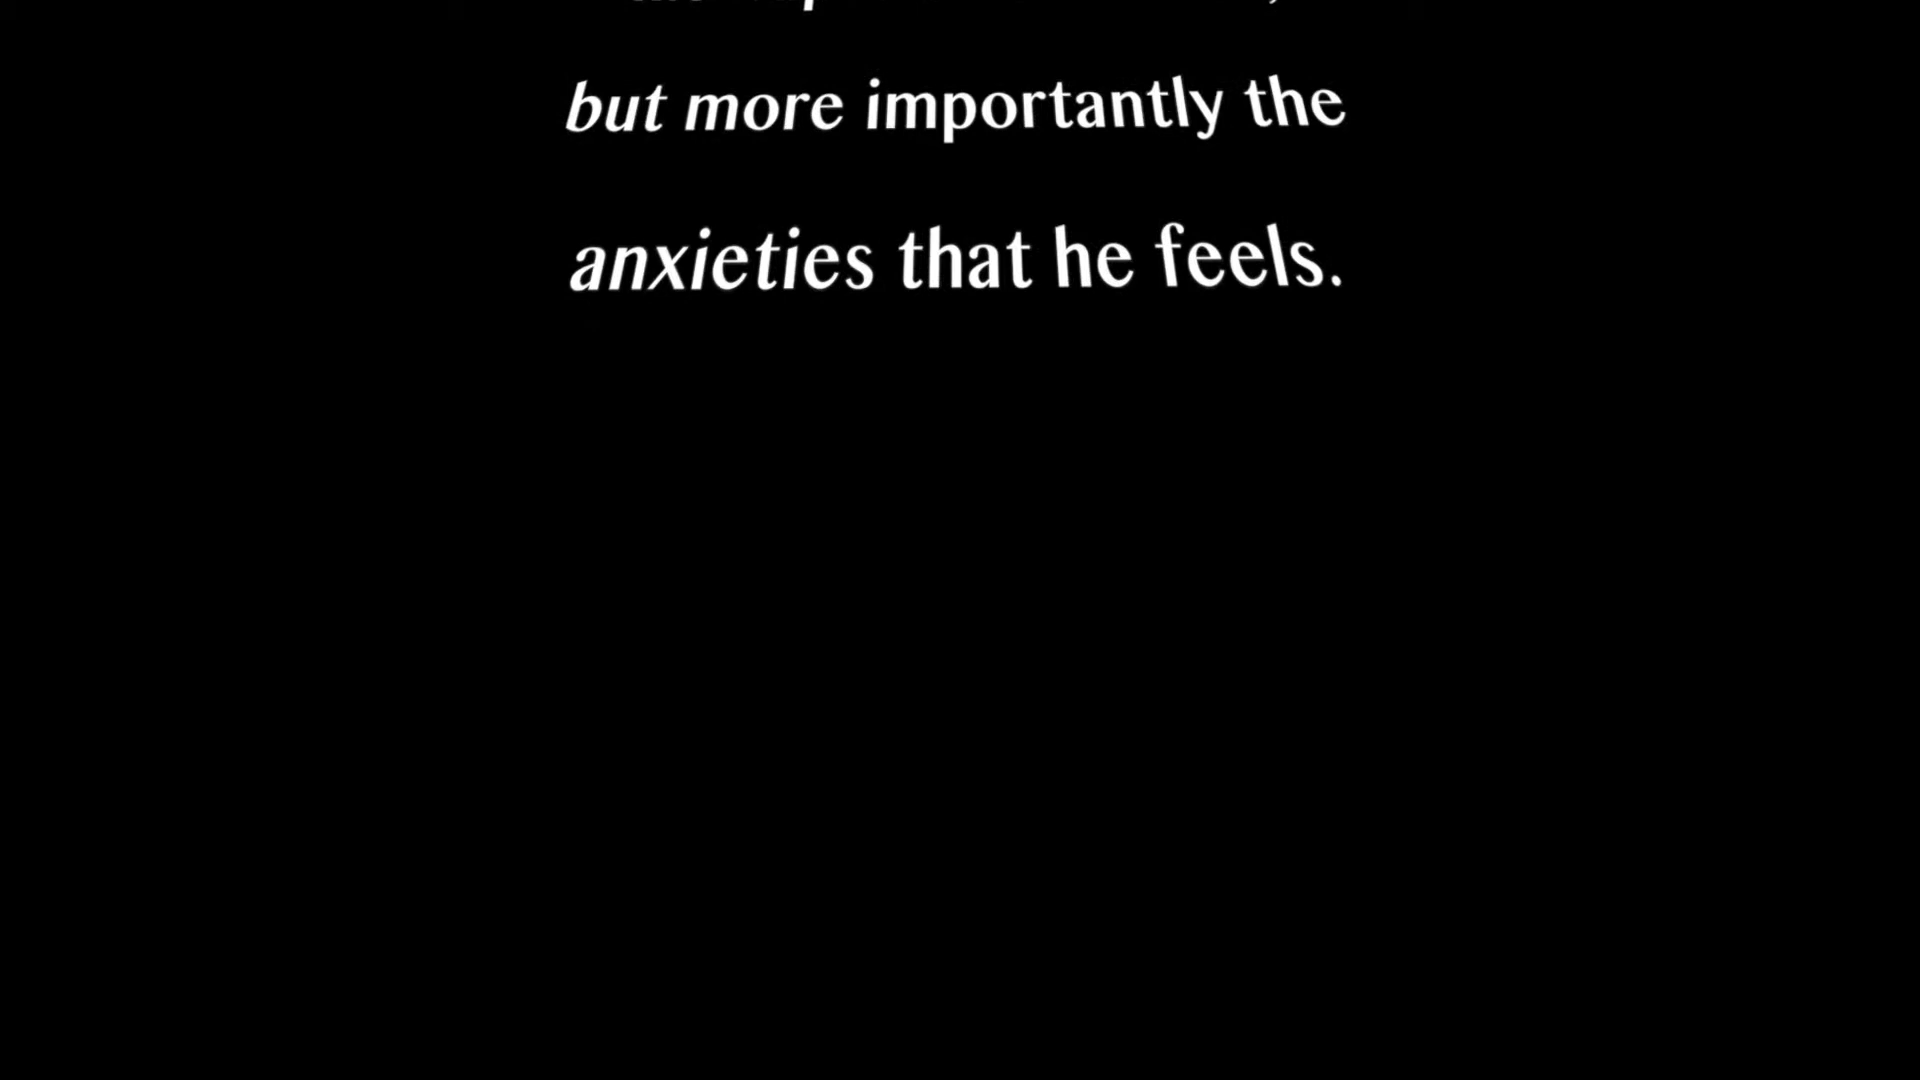 but more importantly the
anxieties that he feels.